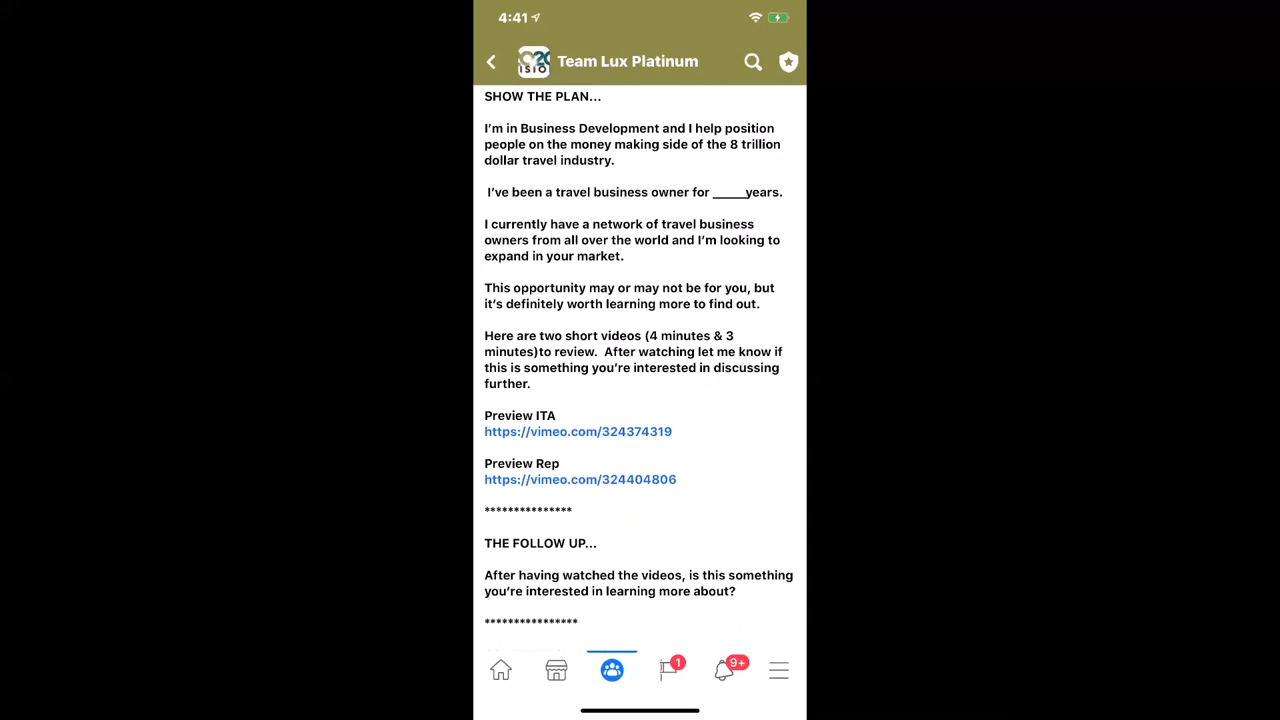 4:41
Team Lux Platinum
ISIO
SHOW THE PLAN...
I'm in Business Development and I help position
people on the money making side of the 8 trillion
dollar travel industry.
I've been a travel business owner for _____years.
I currently have a network of travel business
owners from all over the world and I'm looking to
expand in your market.
This opportunity may or may not be for you, but
it's definitely worth learning more to find out.
Here are two short videos (4 minutes & 3
minutes)to review.  After watching let me know if
this is something you're interested in discussing
further.
Preview ITA
https://vimeo.com/324374319
Preview Rep
https://vimeo.com/324404806
***************
THE FOLLOW UP...
After having watched the videos, is this something
you're interested in learning more about?
****************
1
9+